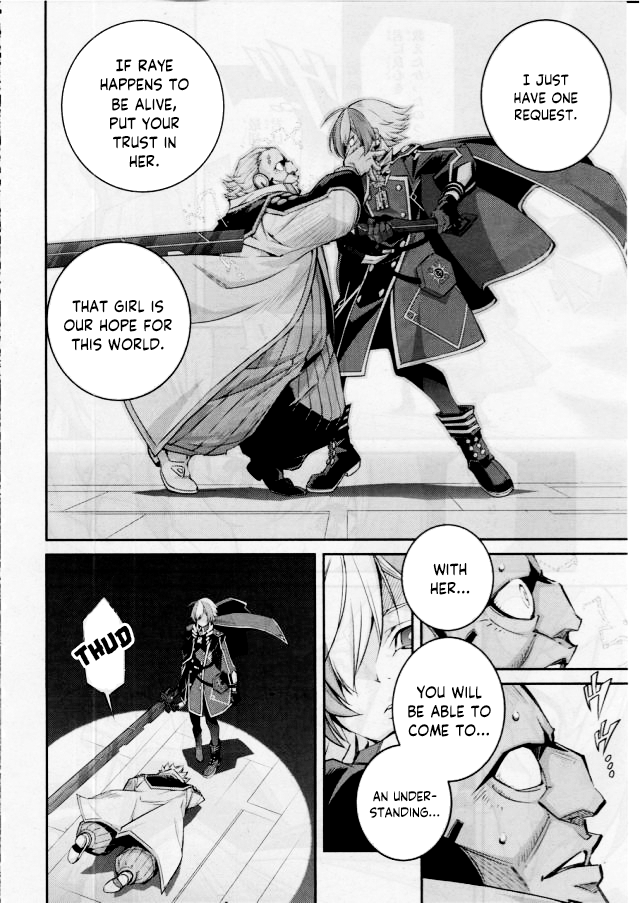 I JUST
HAVE ONE
REQUEST.
IF RAYE
HAPPENS TO
BE ALIVE,
PUT YOUR
TRUST IN
HER.
THAT GIRL IS
OUR HOPE FOR
THIS WORLD.
WITH
HER...
YOU WILL
BE ABLE TO
COME TO...
AN UNDER-
STANDING...
THUD